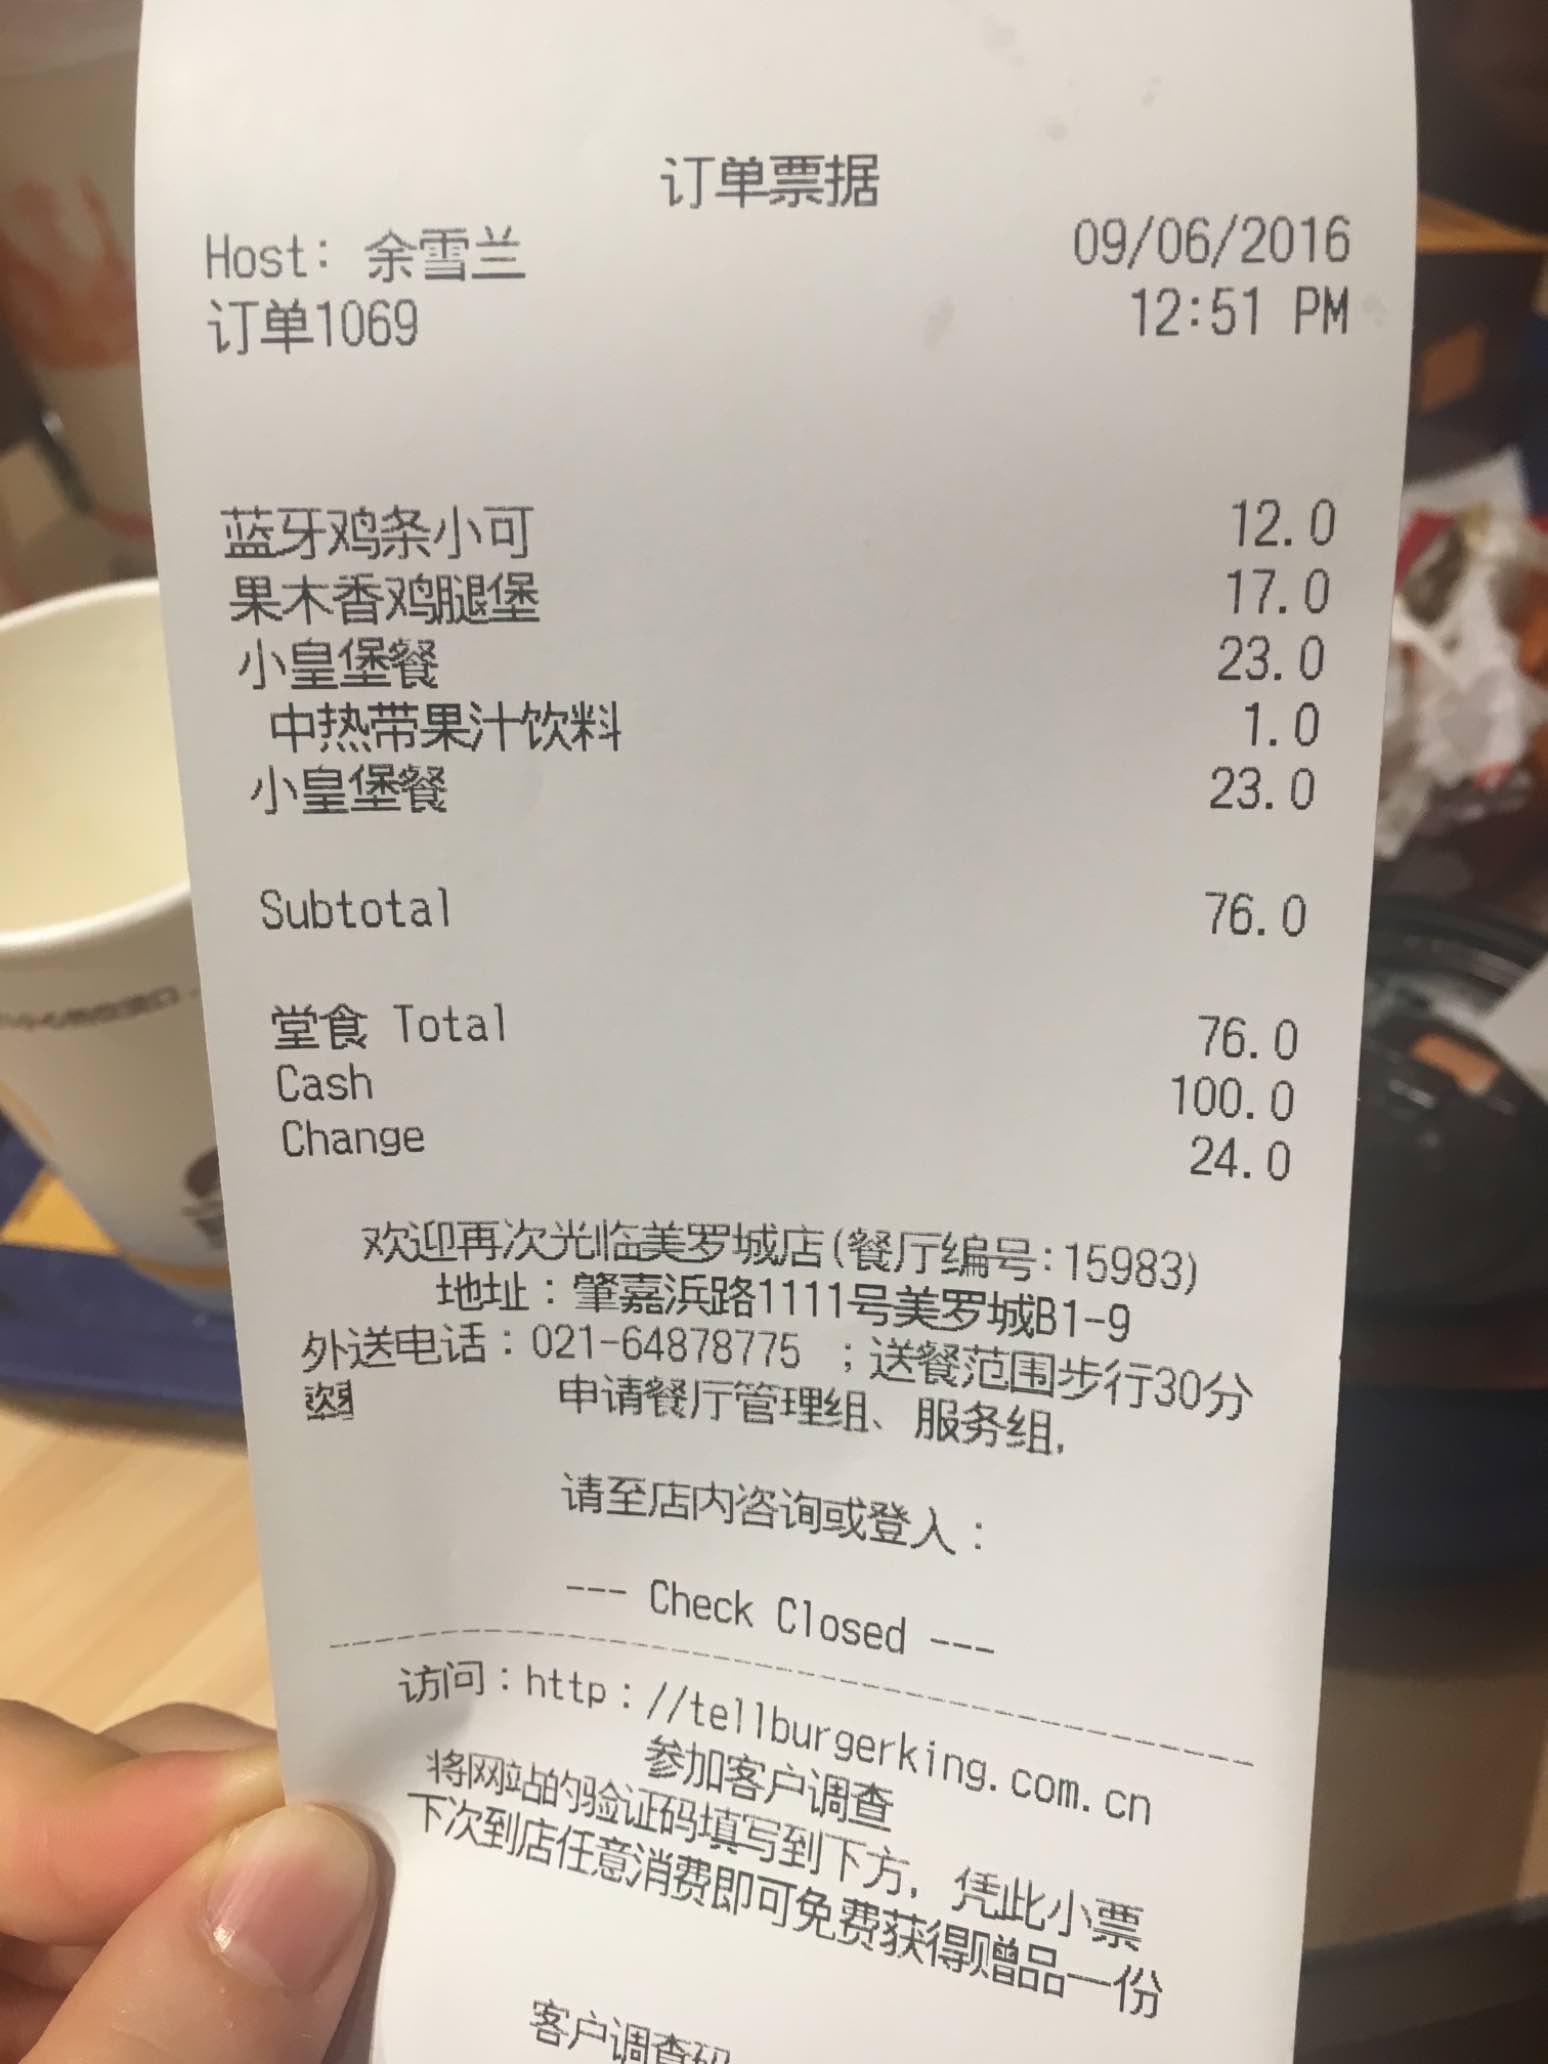 订单票据
Host: 余雪兰 09/06/2016
订单1069 12:51 PM
蓝牙鸡条小可 12.0
果木香鸡腿堡 17.0
小皇堡餐 23.0
中热带果汁饮料 1.0
小皇堡餐 23.0
Subtotal 76.0
堂食 Total 76.0
Cash 100.0
Change 24.0
欢迎再次光临美罗城店(餐厅编号:15983)
地址：肇嘉浜路1111号美罗城B1-9
外送电话：021-64878775 ；送餐范围步行30分
申请餐厅管理组、服务组,
请至店内咨询或登入：
--- Check Closed ---
访问：http：//tellburgerking.com.cn
参加客户调查
将网站的验证码填写到下方, 凭此小票
下次到店任意消费即可免费获得赠品一份
客户调查码